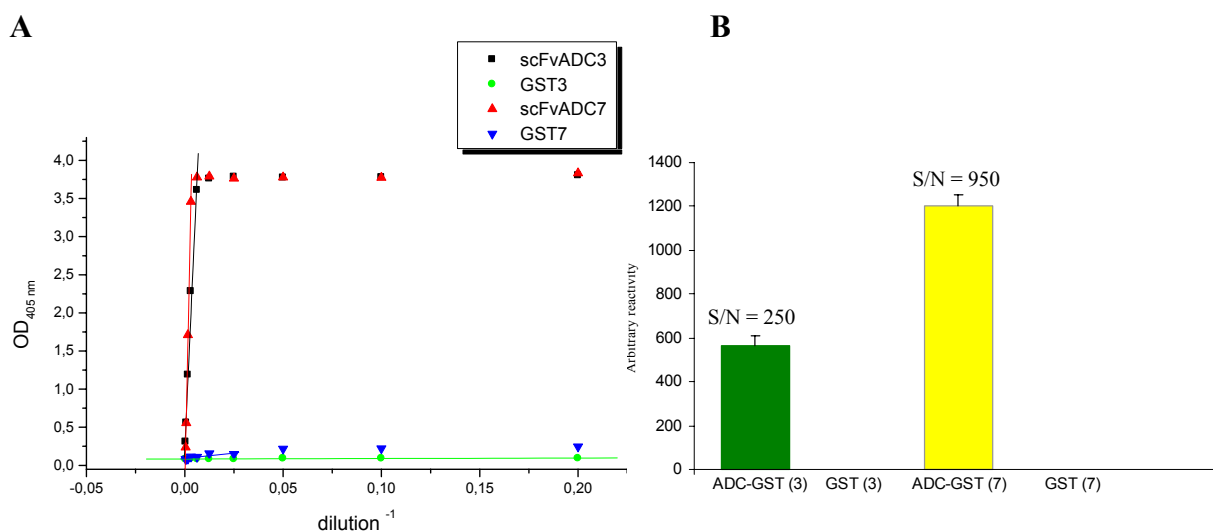 A
scFvADC3
GST3
scFvADC7
GST7
4,0
3,5
3,0
2,5
2,0
1,5
1,0
0,5
0,0
OD405 nm
-0,05
0,00
0,05
0,10
0,15
0,20
dilution -1
B
1400
1200
1000
800
600
400
200
0
Arbitrary reactivity
S/N = 250
S/N = 950
ADC-GST (3)
GST (3)
ADC-GST (7)
GST (7)